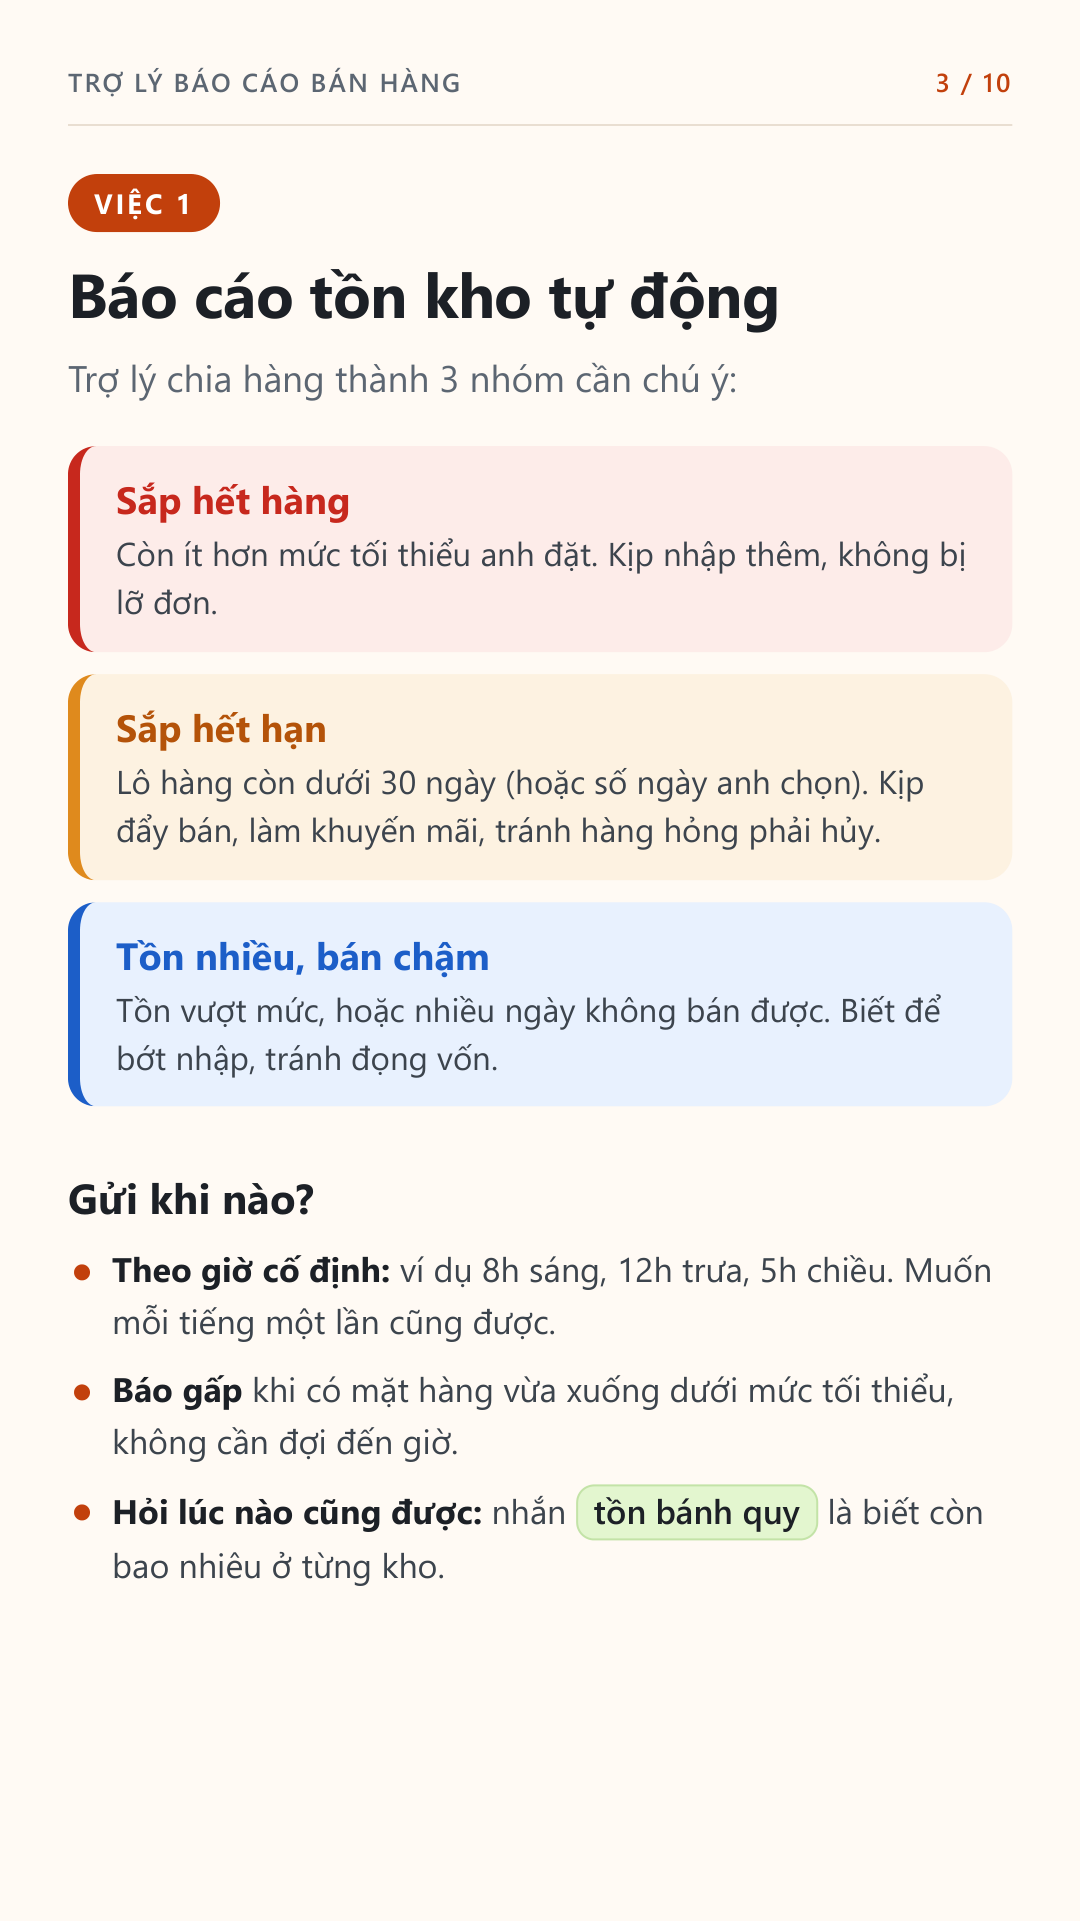 TRỢ LÝ BÁO CÁO BÁN HÀNG
3 / 10
VIỆC 1
Báo cáo tồn kho tự động
Trợ lý chia hàng thành 3 nhóm cần chú ý:
Sắp hết hàng
Còn ít hơn mức tối thiểu anh đặt. Kịp nhập thêm, không bị
lỡ đơn.
Sắp hết hạn
Lô hàng còn dưới 30 ngày (hoặc số ngày anh chọn). Kịp
đẩy bán, làm khuyến mãi, tránh hàng hỏng phải hủy.
Tồn nhiều, bán chậm
Tồn vượt mức, hoặc nhiều ngày không bán được. Biết để
bớt nhập, tránh đọng vốn.
Gửi khi nào?
Theo giờ cố định: ví dụ 8h sáng, 12h trưa, 5h chiều. Muốn
mỗi tiếng một lần cũng được.
Báo gấp khi có mặt hàng vừa xuống dưới mức tối thiểu,
không cần đợi đến giờ.
Hỏi lúc nào cũng được: nhắn tồn bánh quy là biết còn
bao nhiêu ở từng kho.